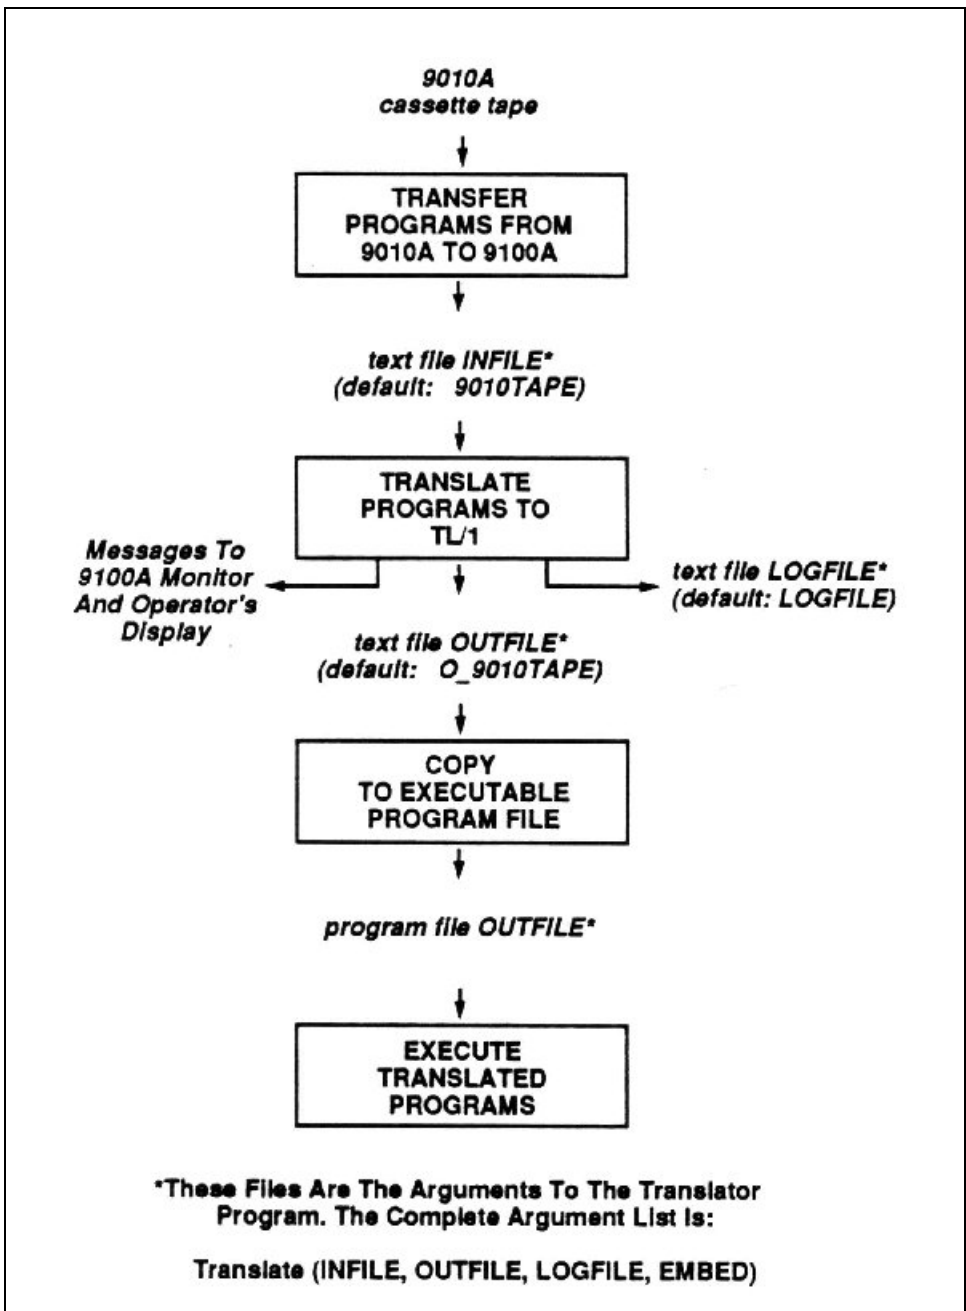 9010A
cassette tape
TRANSFER
PROGRAMS FROM
9010A TO 9100A
text file INFILE*
(default: 9010TAPE)
TRANSLATE
PROGRAMS TO
TL/1
Messages To
9100A Monitor
And Operator's
Display
text file LOGFILE*
(default: LOGFILE)
text file OUTFILE*
(default: O_9010TAPE)
COPY
TO EXECUTABLE
PROGRAM FILE
program file OUTFILE*
EXECUTE
TRANSLATED
PROGRAMS
*These Files Are The Arguments To The Translator
Program. The Complete Argument List Is:
Translate (INFILE, OUTFILE, LOGFILE, EMBED)